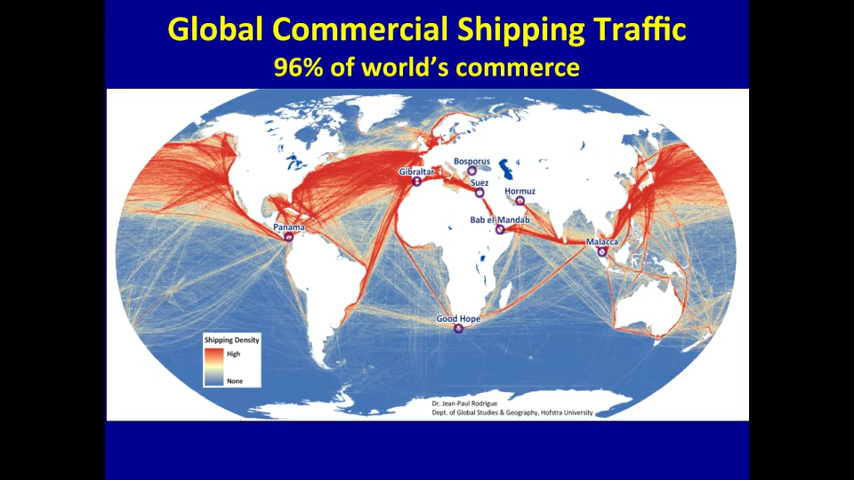 Global Commercial Shipping Traffic
96% of world's commerce
Bosporus
Gibraltar
Suez
Hormuz
Bab el Mandab
Panama
Malacca
Good Hope
Shipping Density
High
None
Dr. Jean-Paul Rodrigue
Dept. of Global Studies & Geography, Hofstra University